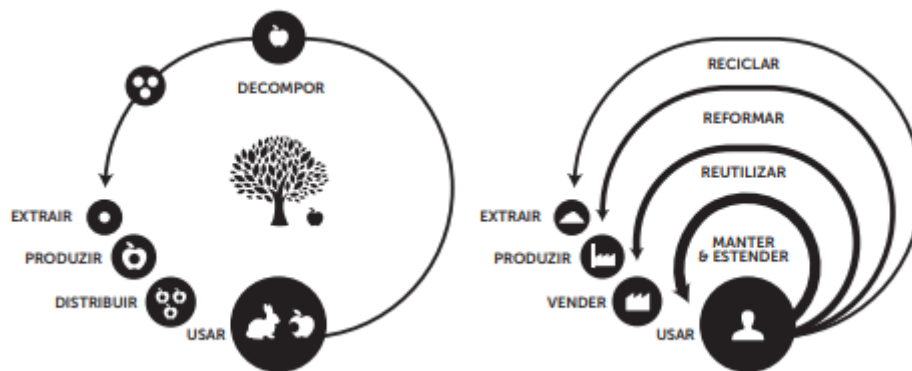 DECOMPOR
EXTRAIR
PRODUZIR
DISTRIBUIR
USAR
RECICLAR
REFORMAR
REUTILIZAR
MANTER
& ESTENDER
EXTRAIR
PRODUZIR
VENDER
USAR